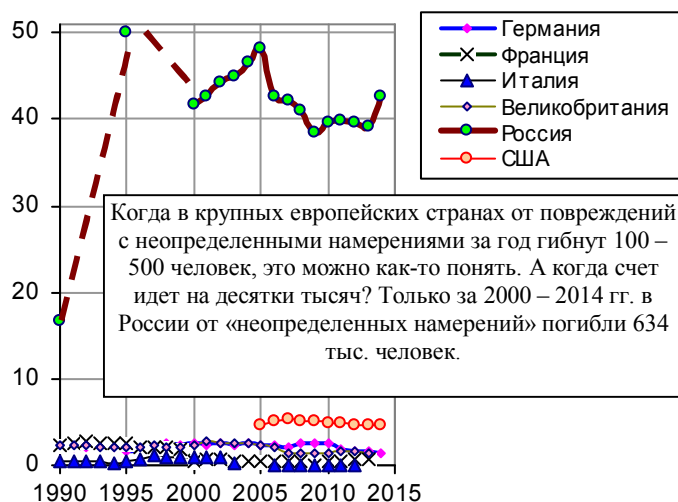 50
40
30
20
10
0
1990 1995 2000 2005 2010 2015
Германия
Франция
Италия
Великобритания
Россия
США
Когда в крупных европейских странах от повреждений
с неопределенными намерениями за год гибнут 100 –
500 человек, это можно как-то понять. А когда счет
идет на десятки тысяч? Только за 2000 – 2014 гг. в
России от «неопределенных намерений» погибли 634
тыс. человек.